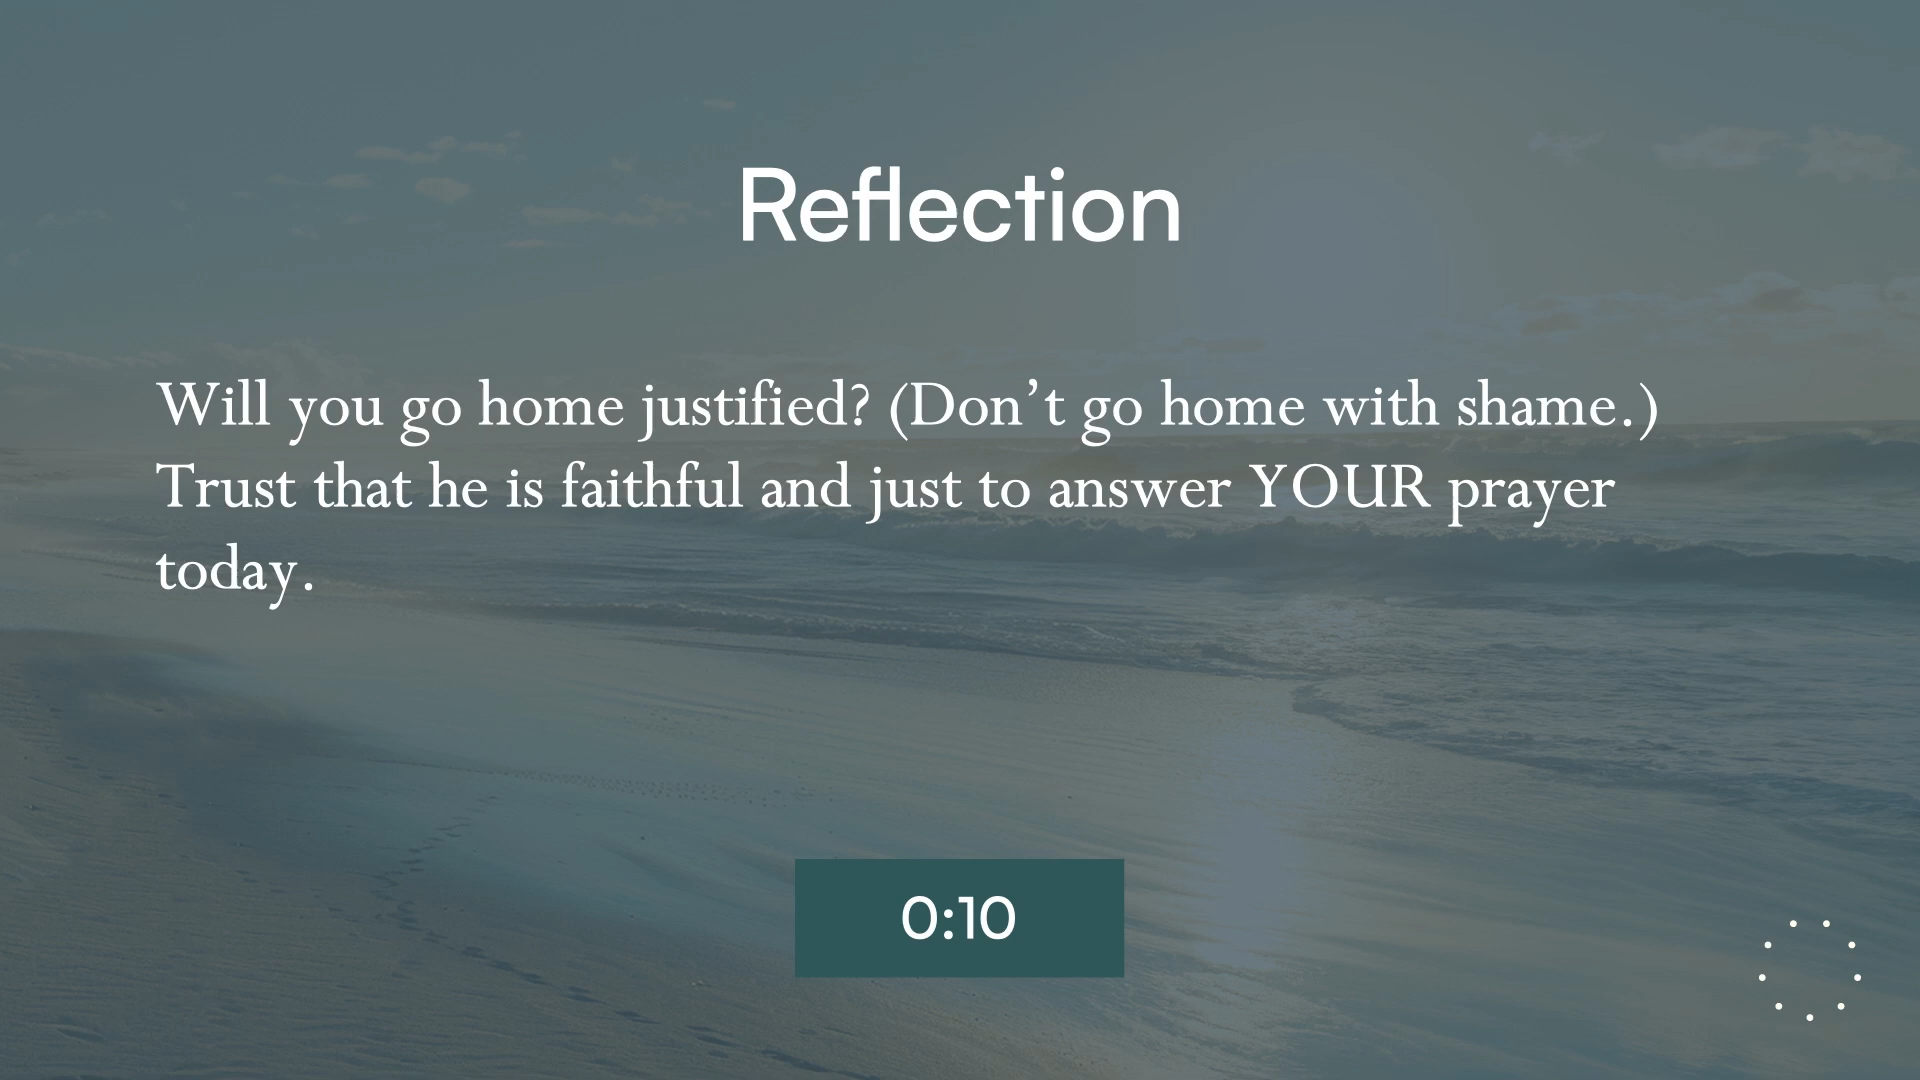 Reflection
Will you go home justified? (Don’t go home with shame.)
Trust that he is faithful and just to answer YOUR prayer
today.
0:10